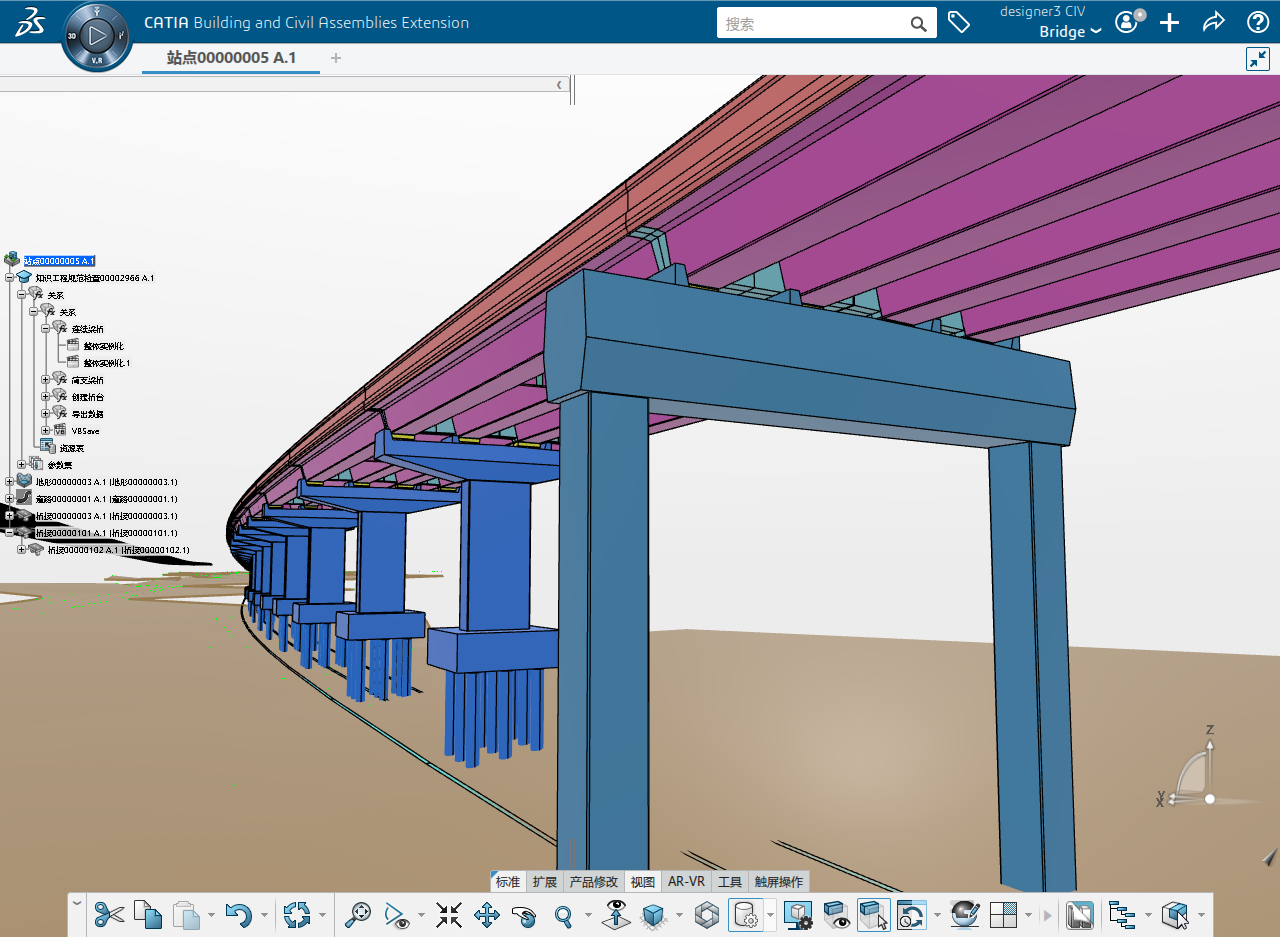 CATIA Building and Civil Assemblies Extension
搜索
designer3 CIV
Bridge
3D
V.R
站点00000005 A.1
站点00000005 A.1
知识工程规范检查00002966 A.1
关系
关系
连续梁桥
整体实例化
整体实例化.1
简支梁桥
创建桥台
导出数据
VBSave
资源表
参数集
地形00000003 A.1 (地形00000003.1)
道路00000001 A.1 (道路00000001.1)
桥接00000003 A.1 (桥接00000003.1)
桥接00000101 A.1 (桥接00000101.1)
桥接00000102 A.1 (桥接00000102.1)
Z
Y
X
标准
扩展
产品修改
视图
AR-VR
工具
触屏操作